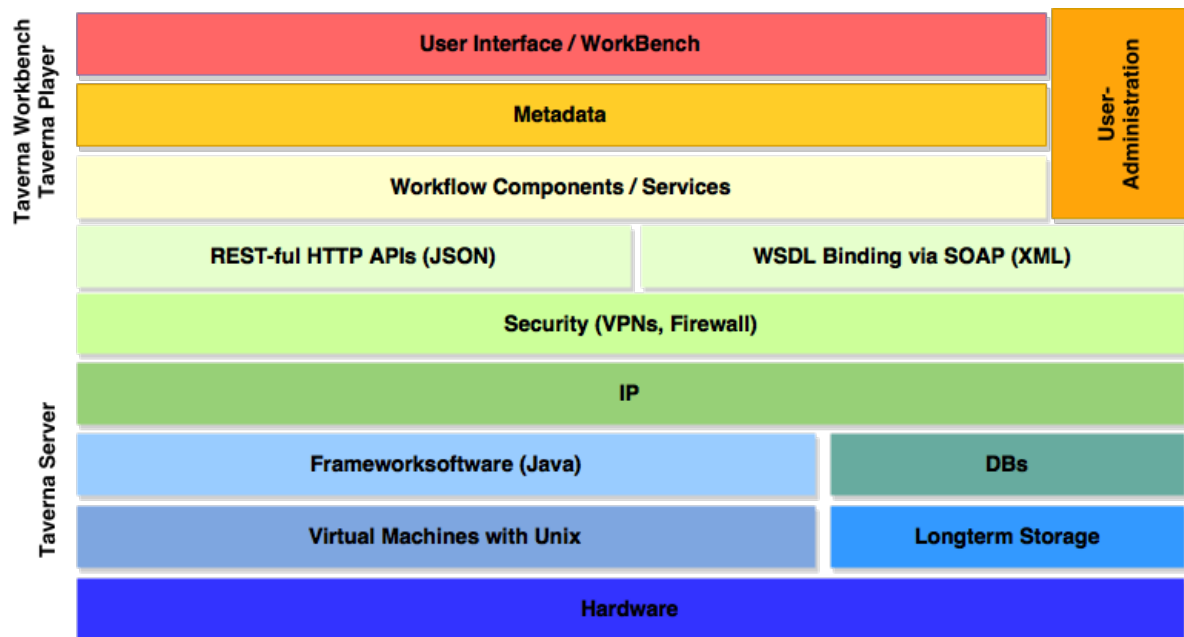 Taverna Workbench
Taverna Player
User Interface / WorkBench
User-
Administration
Metadata
Workflow Components / Services
REST-ful HTTP APIs (JSON)
WSDL Binding via SOAP (XML)
Security (VPNs, Firewall)
IP
Taverna Server
Frameworksoftware (Java)
DBs
Virtual Machines with Unix
Longterm Storage
Hardware